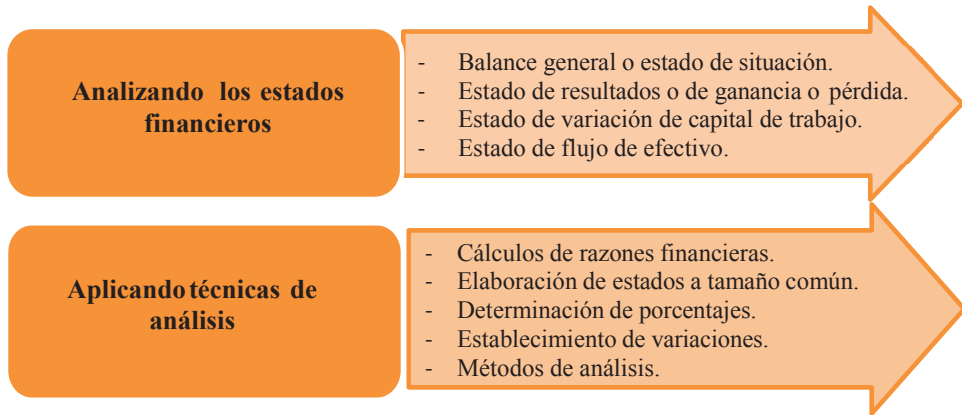 Analizando los estados
financieros
- Balance general o estado de situación.
- Estado de resultados o de ganancia o pérdida.
- Estado de variación de capital de trabajo.
- Estado de flujo de efectivo.
Aplicando técnicas de
análisis
- Cálculos de razones financieras.
- Elaboración de estados a tamaño común.
- Determinación de porcentajes.
- Establecimiento de variaciones.
- Métodos de análisis.